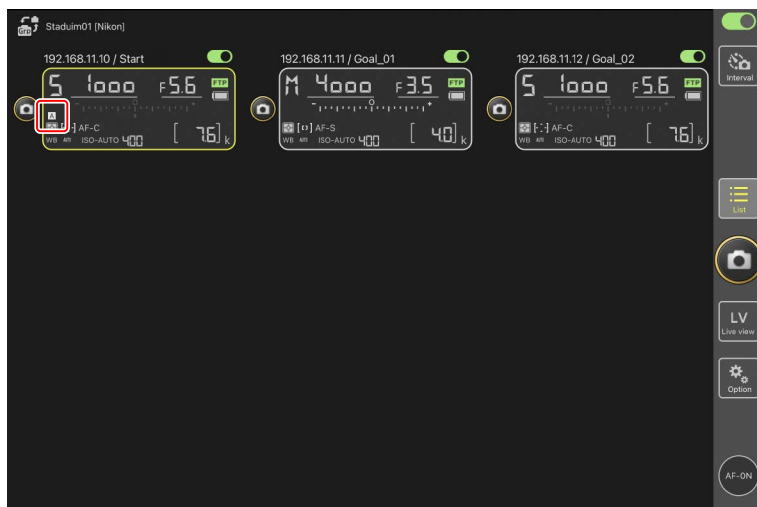 Grp Staduim01 [Nikon]
192.168.11.10 / Start
S 1000 F5.6 FTP
A
AF-C
WB ISO-AUTO 400 [ 7.6] k
192.168.11.11 / Goal_01
M 4000 F3.5 FTP
AF-S
WB ISO-AUTO 400 [ 4.0] k
192.168.11.12 / Goal_02
S 1000 F5.6 FTP
AF-C
WB ISO-AUTO 400 [ 7.6] k
Interval
List
LV
Live view
Option
AF-ON